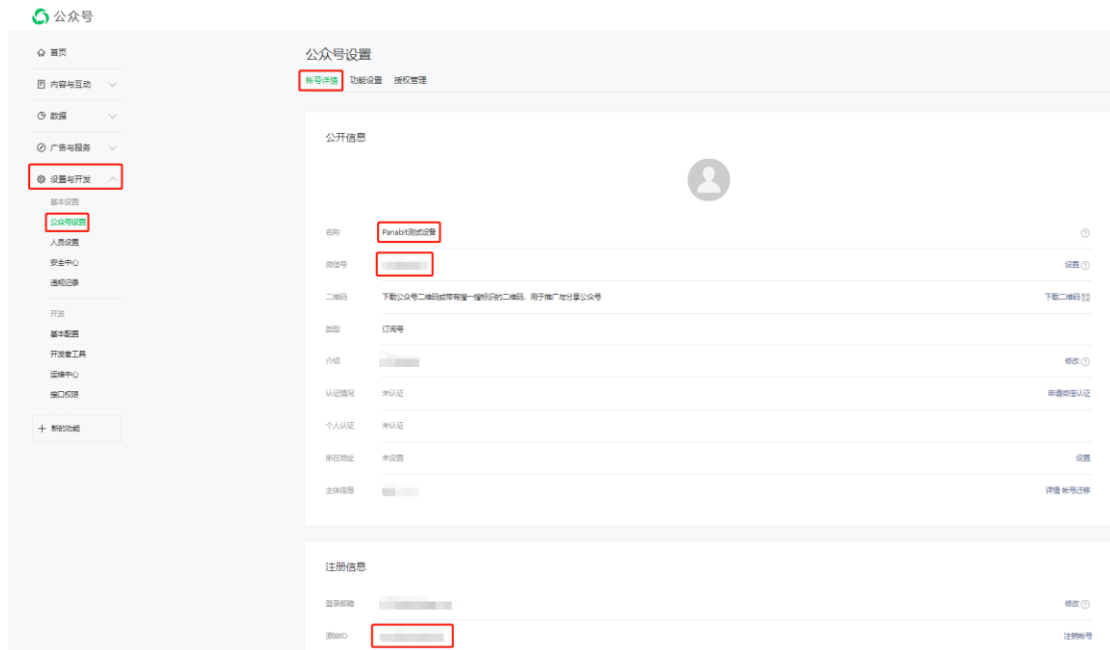 公众号
首页
内容与互动
数据
广告与服务
设置与开发
基本设置
公众号设置
人员设置
安全中心
违规记录
开发
基本配置
开发者工具
运维中心
接口权限
新的功能
公众号设置
帐号详情 功能设置 授权管理
公开信息
名称 Panabit测试设备
微信号 设置
二维码 下载公众号二维码或带有搜一搜标识的二维码，用于推广与分享公众号 下载二维码
类型 订阅号
介绍 修改
认证情况 未认证 申请微信认证
个人认证 未认证
所在地址 未设置 设置
主体信息 详情 帐号迁移
注册信息
登录邮箱 修改
原始ID 注销帐号